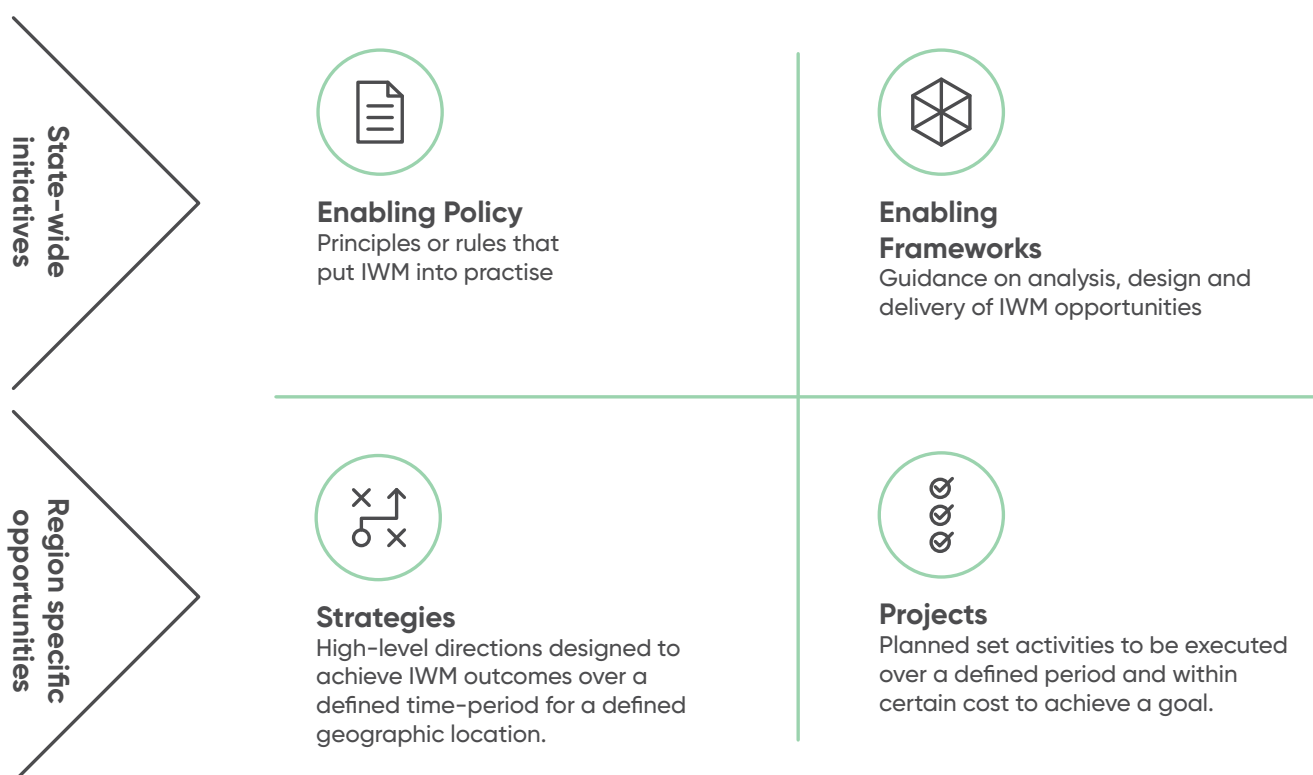 State-wide
initiatives
Enabling Policy
Principles or rules that
put IWM into practise
Enabling
Frameworks
Guidance on analysis, design and
delivery of IWM opportunities
Region specific
opportunities
Strategies
High-level directions designed to
achieve IWM outcomes over a
defined time-period for a defined
geographic location.
Projects
Planned set activities to be executed
over a defined period and within
certain cost to achieve a goal.